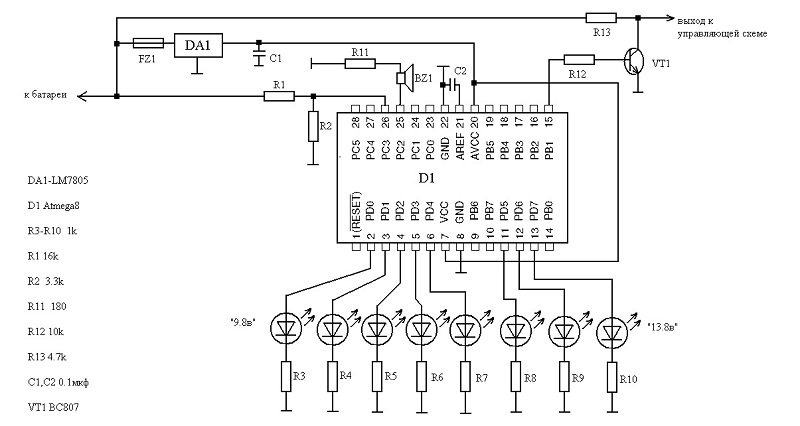 R13
выход к
управляющей схеме
FZ1
DA1
C1
R11
BZ1
C2
R12
VT1
к батареи
R1
R2
28 27 26 25 24 23 22 21 20 19 18 17 16 15
PC5 PC4 PC3 PC2 PC1 PC0 GND AREF AVCC PB5 PB4 PB3 PB2 PB1
D1
(RESET) PD0 PD1 PD2 PD3 PD4 VCC GND PB6 PB7 PD5 PD6 PD7 PB0
1 2 3 4 5 6 7 8 9 10 11 12 13 14
DA1-LM7805
D1 Atmega8
R3-R10 1k
R1 16k
R2 3.3k
R11 180
R12 10k
R13 4.7k
C1,C2 0.1мкф
VT1 BC807
"9.8в"
"13.8в"
R3 R4 R5 R6 R7 R8 R9 R10